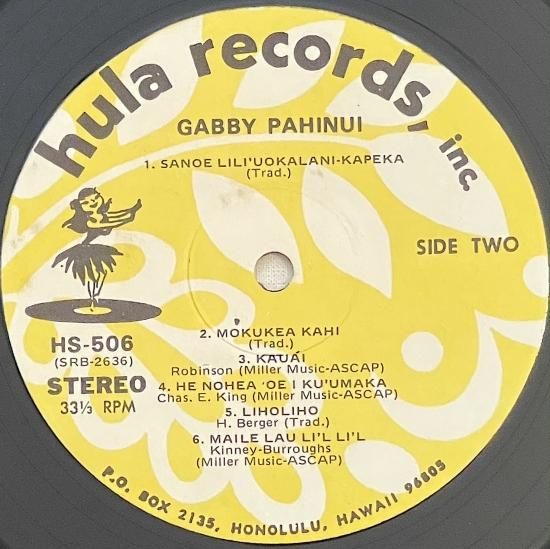 hula records, inc.
GABBY PAHINUI
1. SANOE LILI'UOKALANI-KAPEKA
(Trad.)
SIDE TWO
HS-506
(SRB-2636)
STEREO
33⅓ RPM
2. MOKUKEA KAHI
(Trad.)
3. KAUAI
Robinson (Miller Music-ASCAP)
4. HE NOHEA 'OE I KU'UMAKA
Chas. E. King (Miller Music-ASCAP)
5. LIHOLIHO
H. Berger (Trad.)
6. MAILE LAU LI'L LI'L
Kinney-Burroughs
(Miller Music-ASCAP)
P.O. BOX 2135, HONOLULU, HAWAII 96805